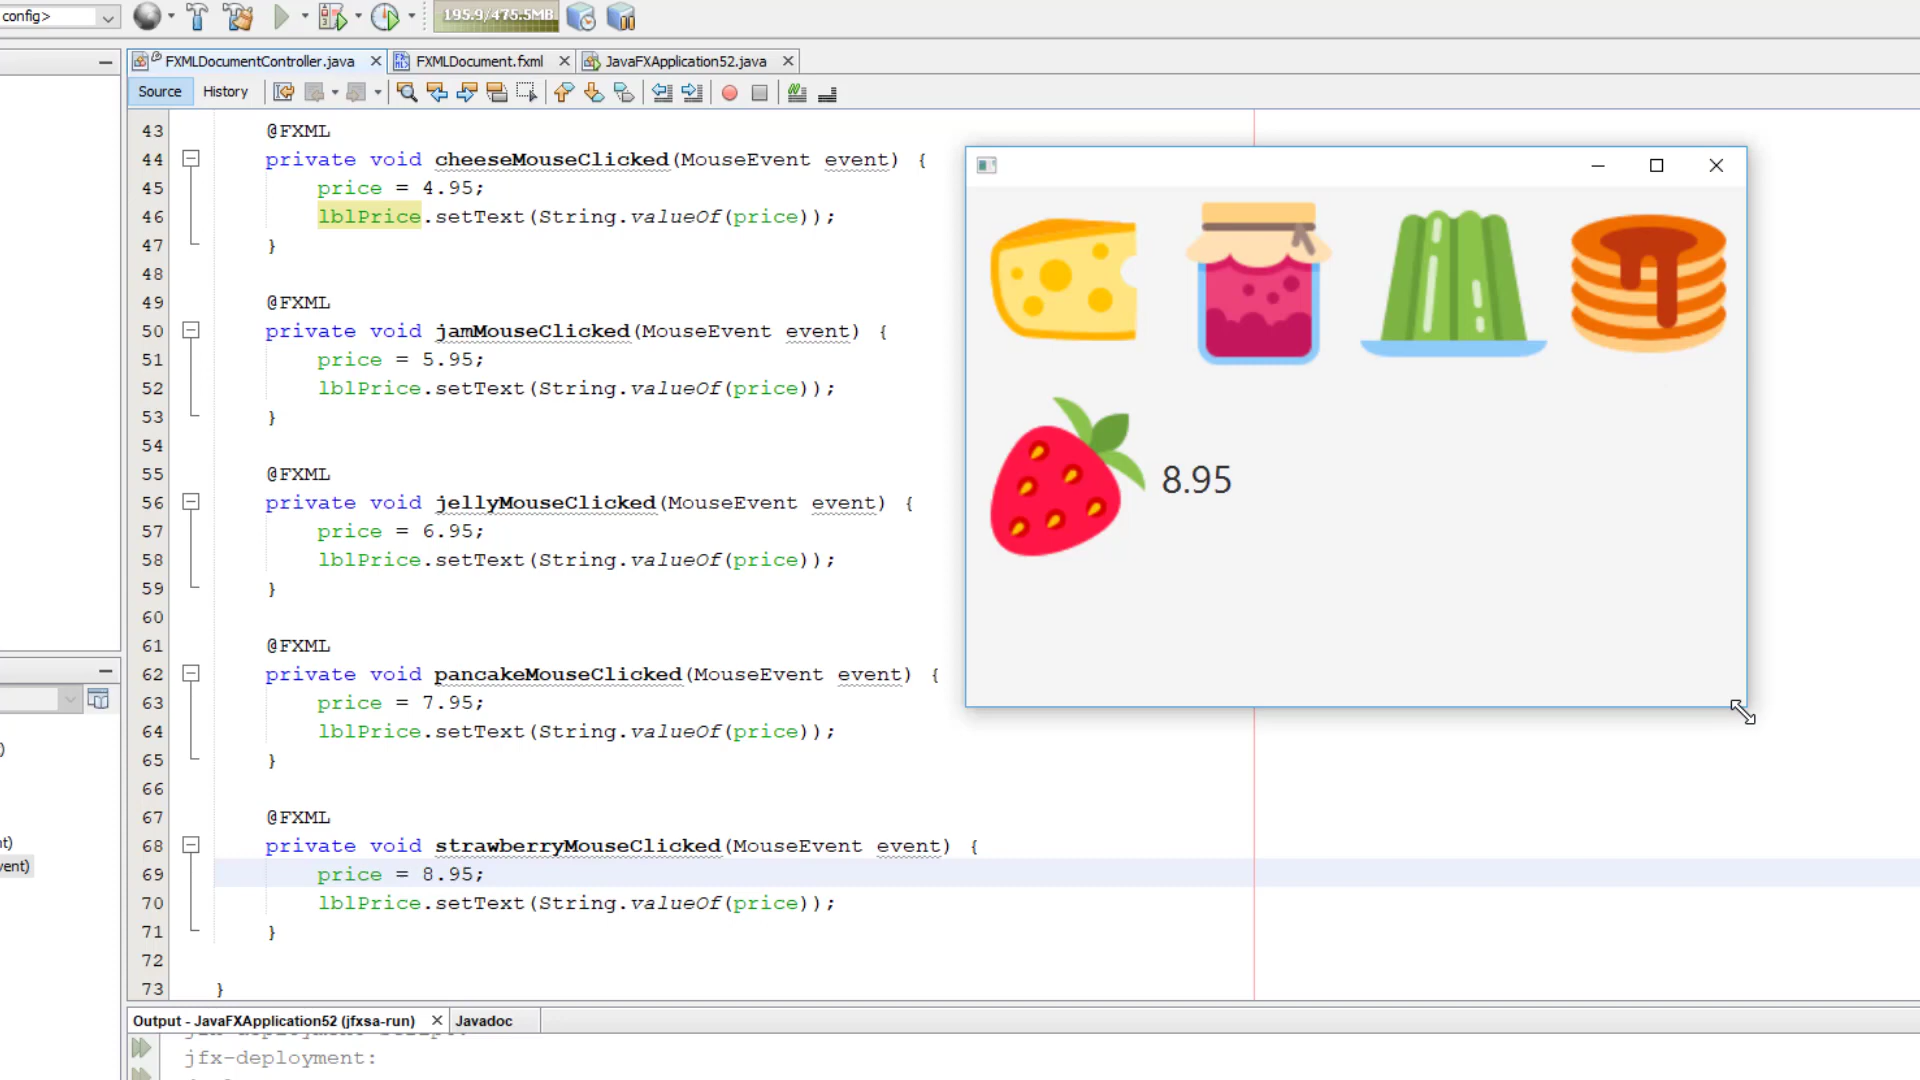 config>
195.9/475.5MB
FXMLDocumentController.java
FXMLDocument.fxml
JavaFXApplication52.java
Source
History
43 @FXML
44 private void cheeseMouseClicked(MouseEvent event) {
45 price = 4.95;
46 lblPrice.setText(String.valueOf(price));
47 }
48
49 @FXML
50 private void jamMouseClicked(MouseEvent event) {
51 price = 5.95;
52 lblPrice.setText(String.valueOf(price));
53 }
54
55 @FXML
56 private void jellyMouseClicked(MouseEvent event) {
57 price = 6.95;
58 lblPrice.setText(String.valueOf(price));
59 }
60
61 @FXML
62 private void pancakeMouseClicked(MouseEvent event) {
63 price = 7.95;
64 lblPrice.setText(String.valueOf(price));
65 }
66
67 @FXML
68 private void strawberryMouseClicked(MouseEvent event) {
69 price = 8.95;
70 lblPrice.setText(String.valueOf(price));
71 }
72
73 }
8.95
)
nt)
vent)
Output - JavaFXApplication52 (jfxsa-run)
Javadoc
jfx-deployment: